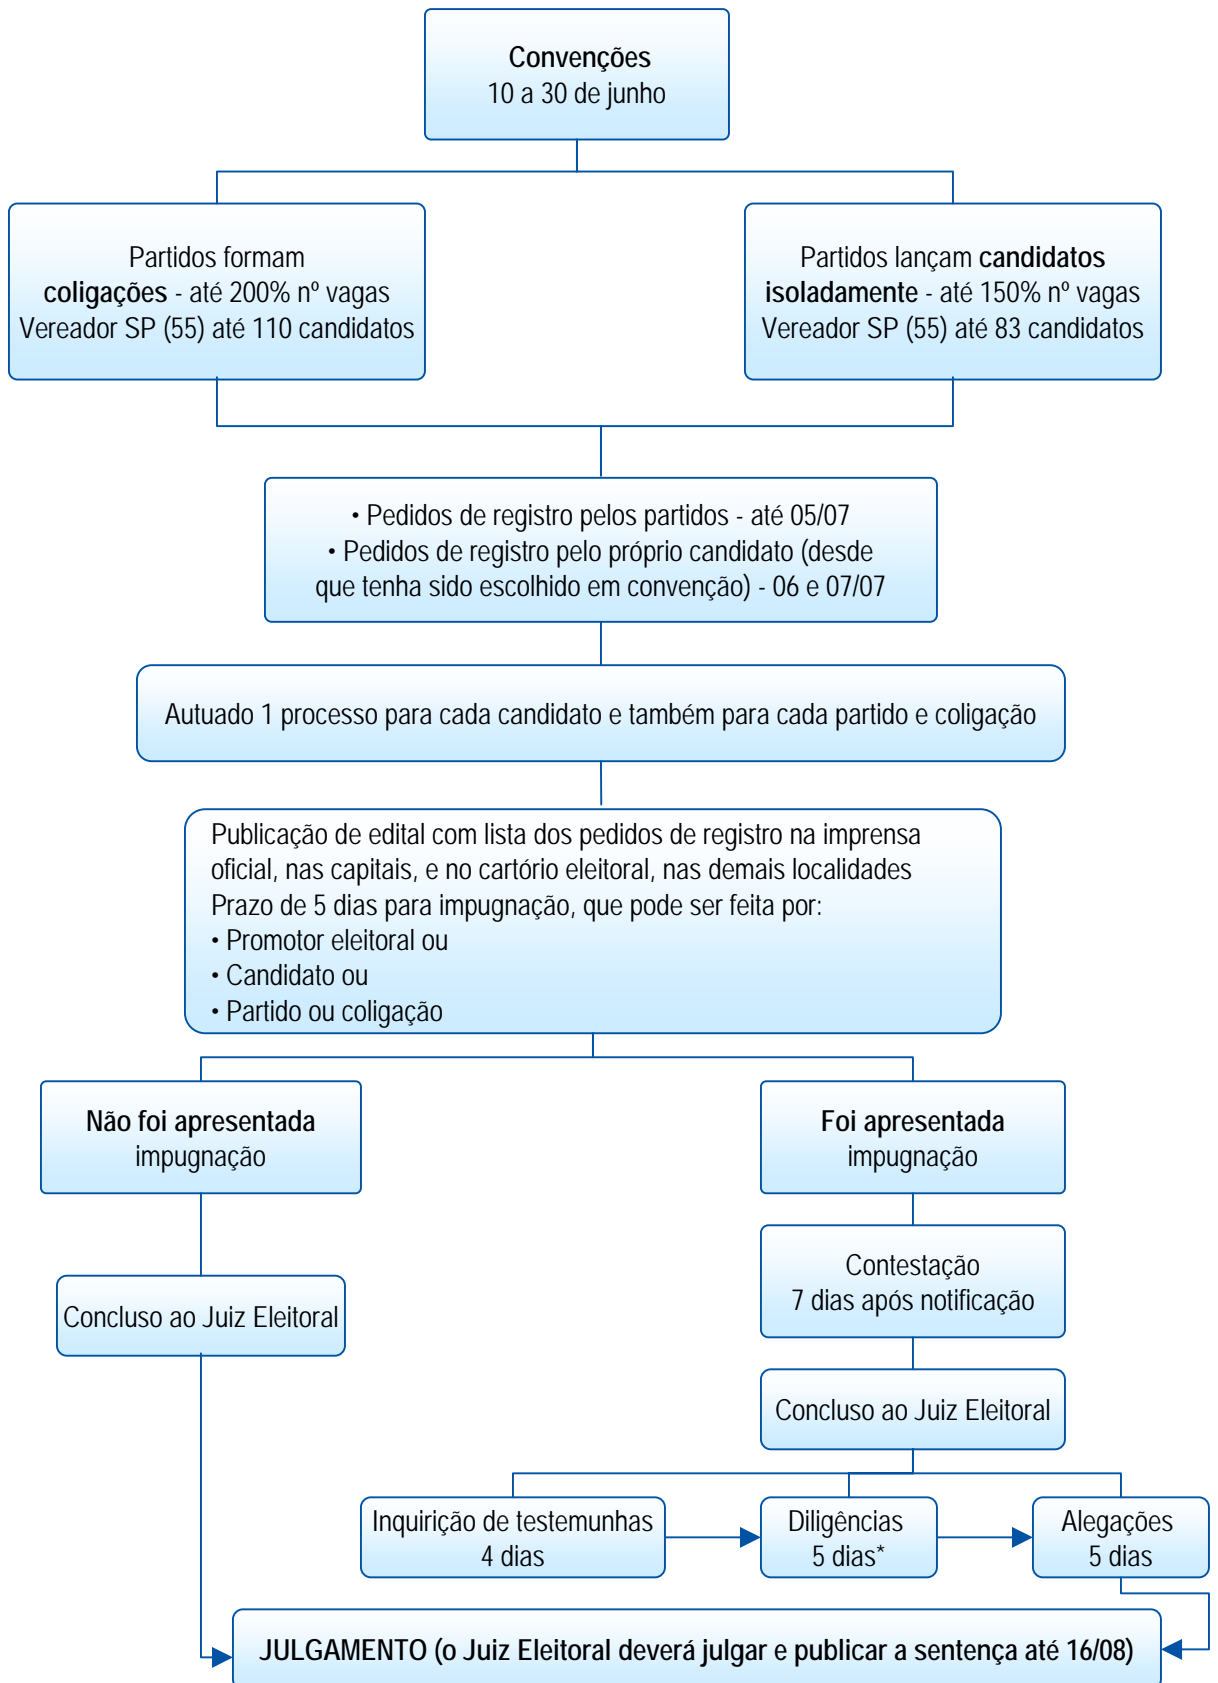 Convenções
10 a 30 de junho
Partidos formam
coligações - até 200% nº vagas
Vereador SP (55) até 110 candidatos
Partidos lançam candidatos
isoladamente - até 150% nº vagas
Vereador SP (55) até 83 candidatos
• Pedidos de registro pelos partidos - até 05/07
• Pedidos de registro pelo próprio candidato (desde
que tenha sido escolhido em convenção) - 06 e 07/07
Autuado 1 processo para cada candidato e também para cada partido e coligação
Publicação de edital com lista dos pedidos de registro na imprensa
oficial, nas capitais, e no cartório eleitoral, nas demais localidades
Prazo de 5 dias para impugnação, que pode ser feita por:
• Promotor eleitoral ou
• Candidato ou
• Partido ou coligação
Não foi apresentada
impugnação
Foi apresentada
impugnação
Contestação
7 dias após notificação
Concluso ao Juiz Eleitoral
Concluso ao Juiz Eleitoral
Inquirição de testemunhas
4 dias
Diligências
5 dias*
Alegações
5 dias
JULGAMENTO (o Juiz Eleitoral deverá julgar e publicar a sentença até 16/08)